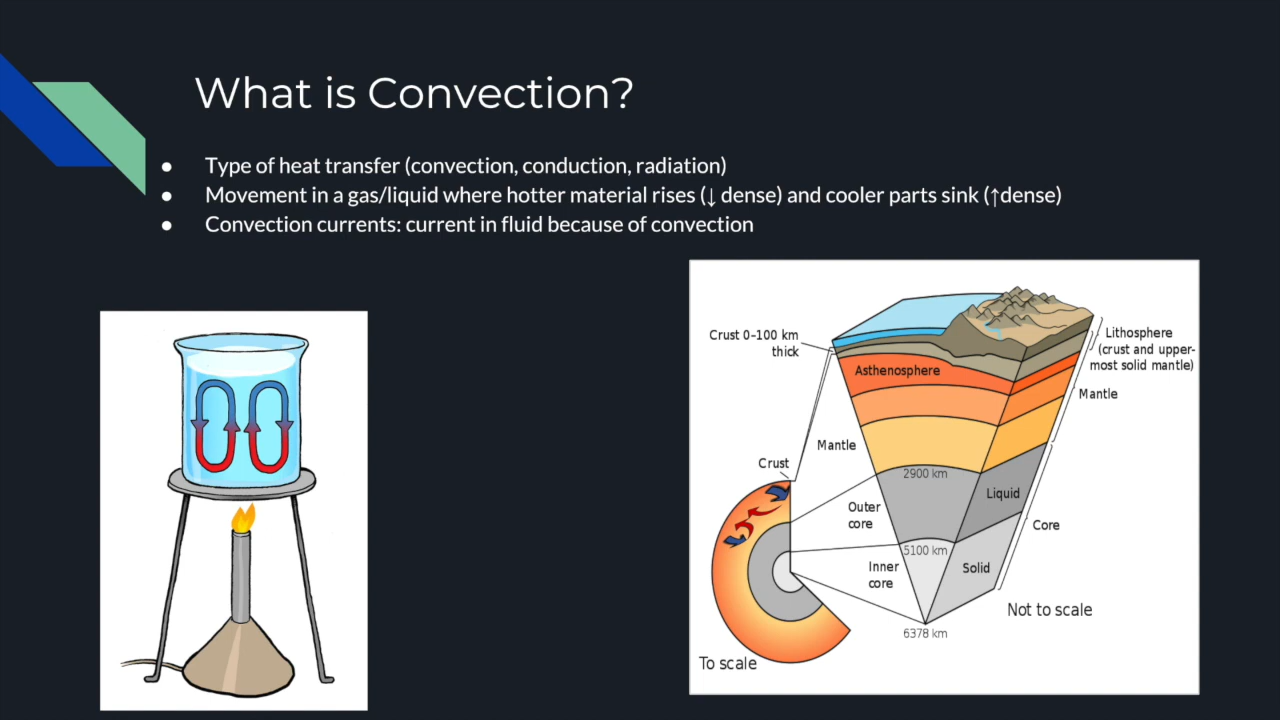 What is Convection?
● Type of heat transfer (convection, conduction, radiation)
● Movement in a gas/liquid where hotter material rises (↓ dense) and cooler parts sink (↑dense)
● Convection currents: current in fluid because of convection
Crust 0–100 km
thick
Asthenosphere
Lithosphere
(crust and upper-
most solid mantle)
Mantle
Mantle
Crust
2900 km
Liquid
Outer
core
Core
5100 km
Inner
core
Solid
Not to scale
6378 km
To scale